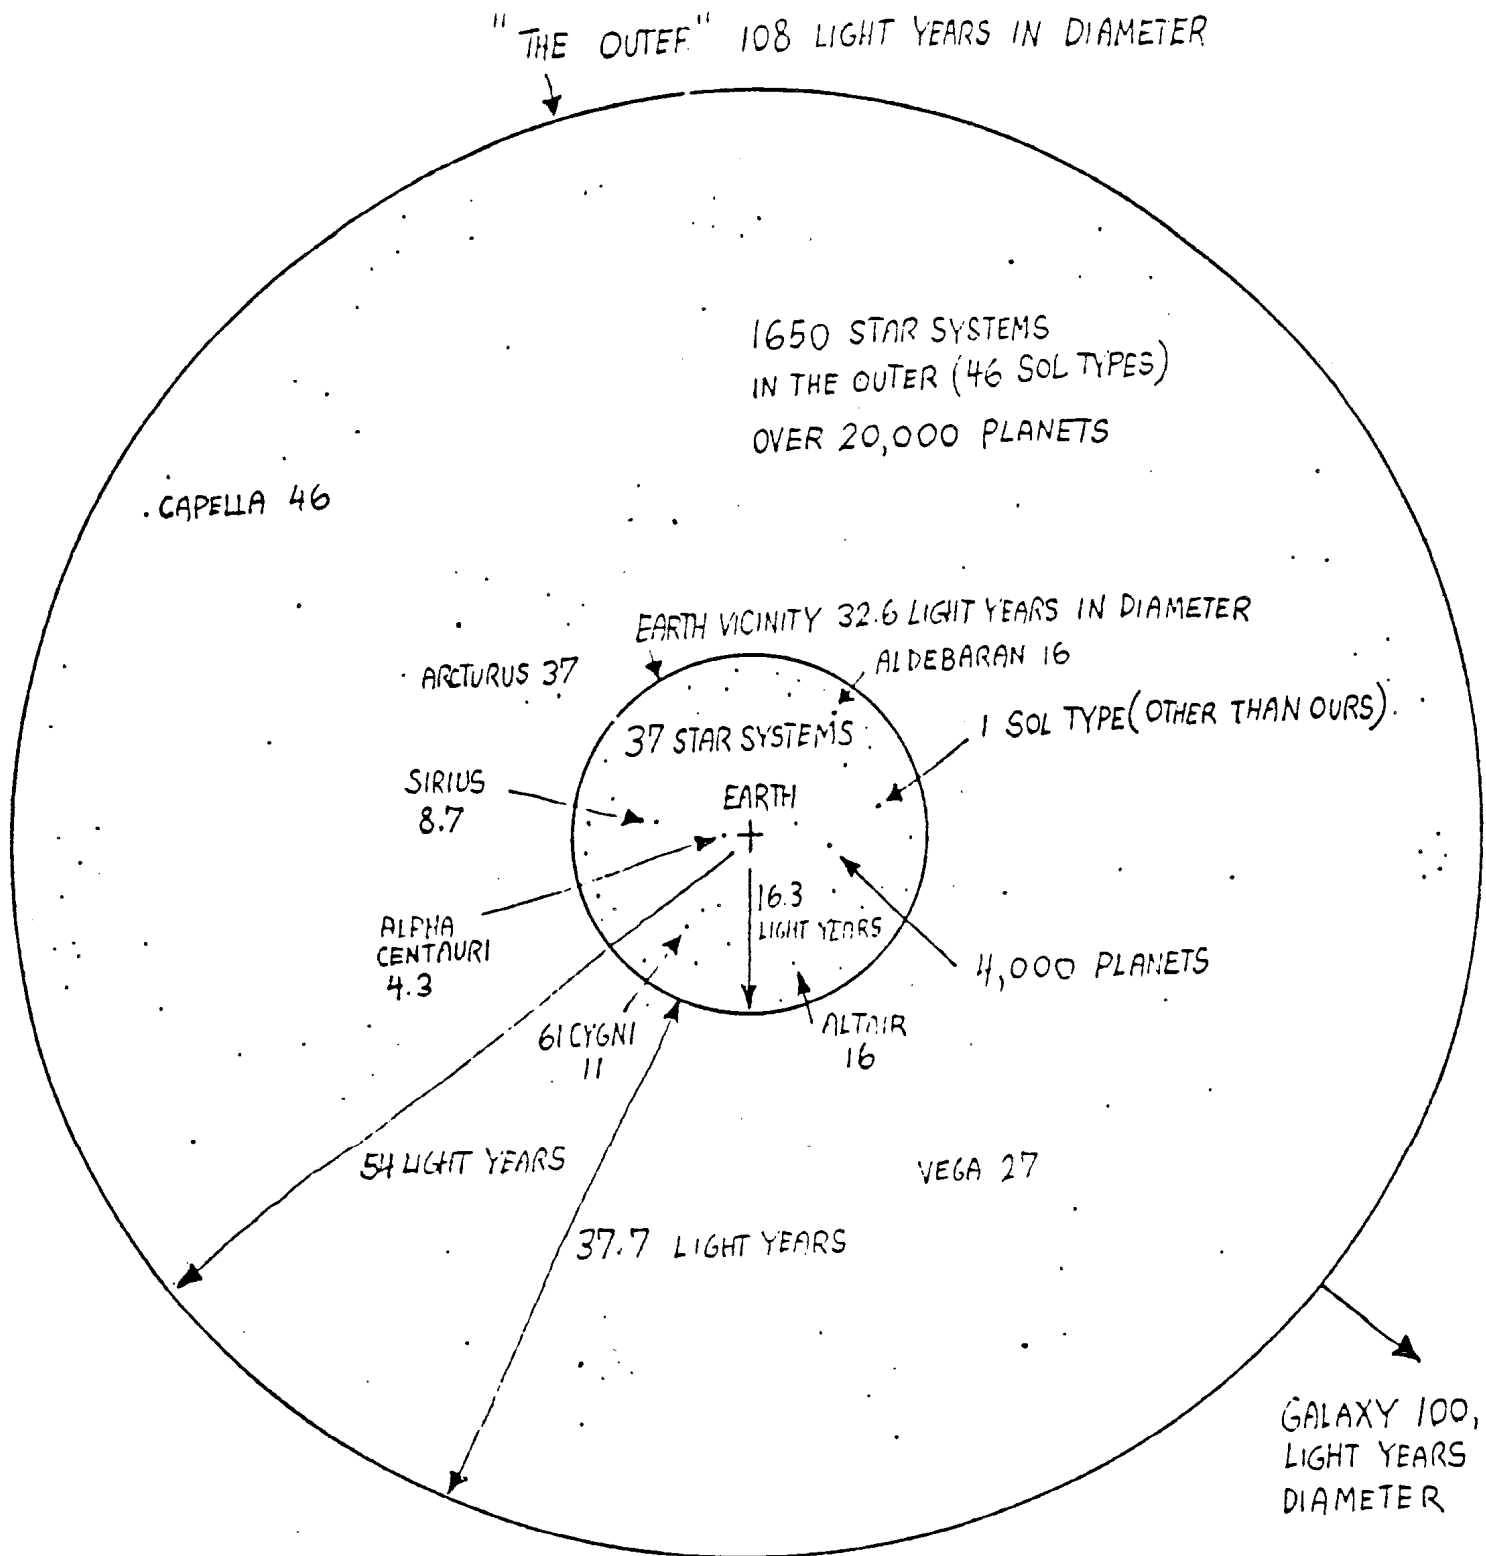 "THE OUTER" 108 LIGHT YEARS IN DIAMETER
1650 STAR SYSTEMS
IN THE OUTER (46 SOL TYPES)
OVER 20,000 PLANETS
CAPELLA 46
EARTH VICINITY 32.6 LIGHT YEARS IN DIAMETER
ALDEBARAN 16
ARCTURUS 37
1 SOL TYPE (OTHER THAN OURS)
37 STAR SYSTEMS
SIRIUS
8.7
EARTH
16.3
LIGHT YEARS
ALPHA
CENTAURI
4.3
4,000 PLANETS
61 CYGNI
11
ALTAIR
16
54 LIGHT YEARS
VEGA 27
37.7 LIGHT YEARS
GALAXY 100,
LIGHT YEARS
DIAMETER